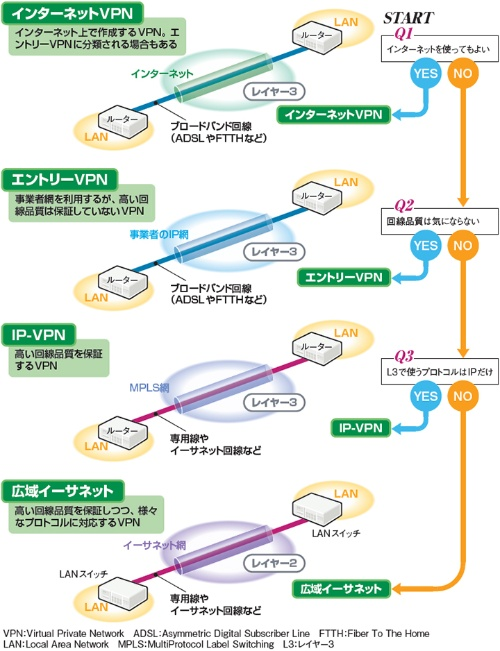 インターネットVPN
インターネット上で作成するVPN。エ
ントリーVPNに分類される場合もある
ルーター
LAN
インターネット
レイヤー3
ルーター
LAN
ブロードバンド回線
(ADSLやFTTHなど)
START
Q1
インターネットを使ってもよい
YES
NO
インターネットVPN
エントリーVPN
事業者網を利用するが、高い回
線品質は保証していないVPN
ルーター
LAN
事業者のIP網
レイヤー3
ルーター
LAN
ブロードバンド回線
(ADSLやFTTHなど)
Q2
回線品質は気にならない
YES
NO
エントリーVPN
IP-VPN
高い回線品質を保証
するVPN
ルーター
LAN
MPLS網
レイヤー3
ルーター
LAN
専用線や
イーサネット回線など
Q3
L3で使うプロトコルはIPだけ
YES
NO
IP-VPN
広域イーサネット
高い回線品質を保証しつつ、様々
なプロトコルに対応するVPN
LAN
LANスイッチ
イーサネット網
レイヤー2
LANスイッチ
LAN
専用線や
イーサネット回線など
広域イーサネット
VPN:Virtual Private Network ADSL:Asymmetric Digital Subscriber Line FTTH:Fiber To The Home
LAN:Local Area Network MPLS:MultiProtocol Label Switching L3:レイヤー3